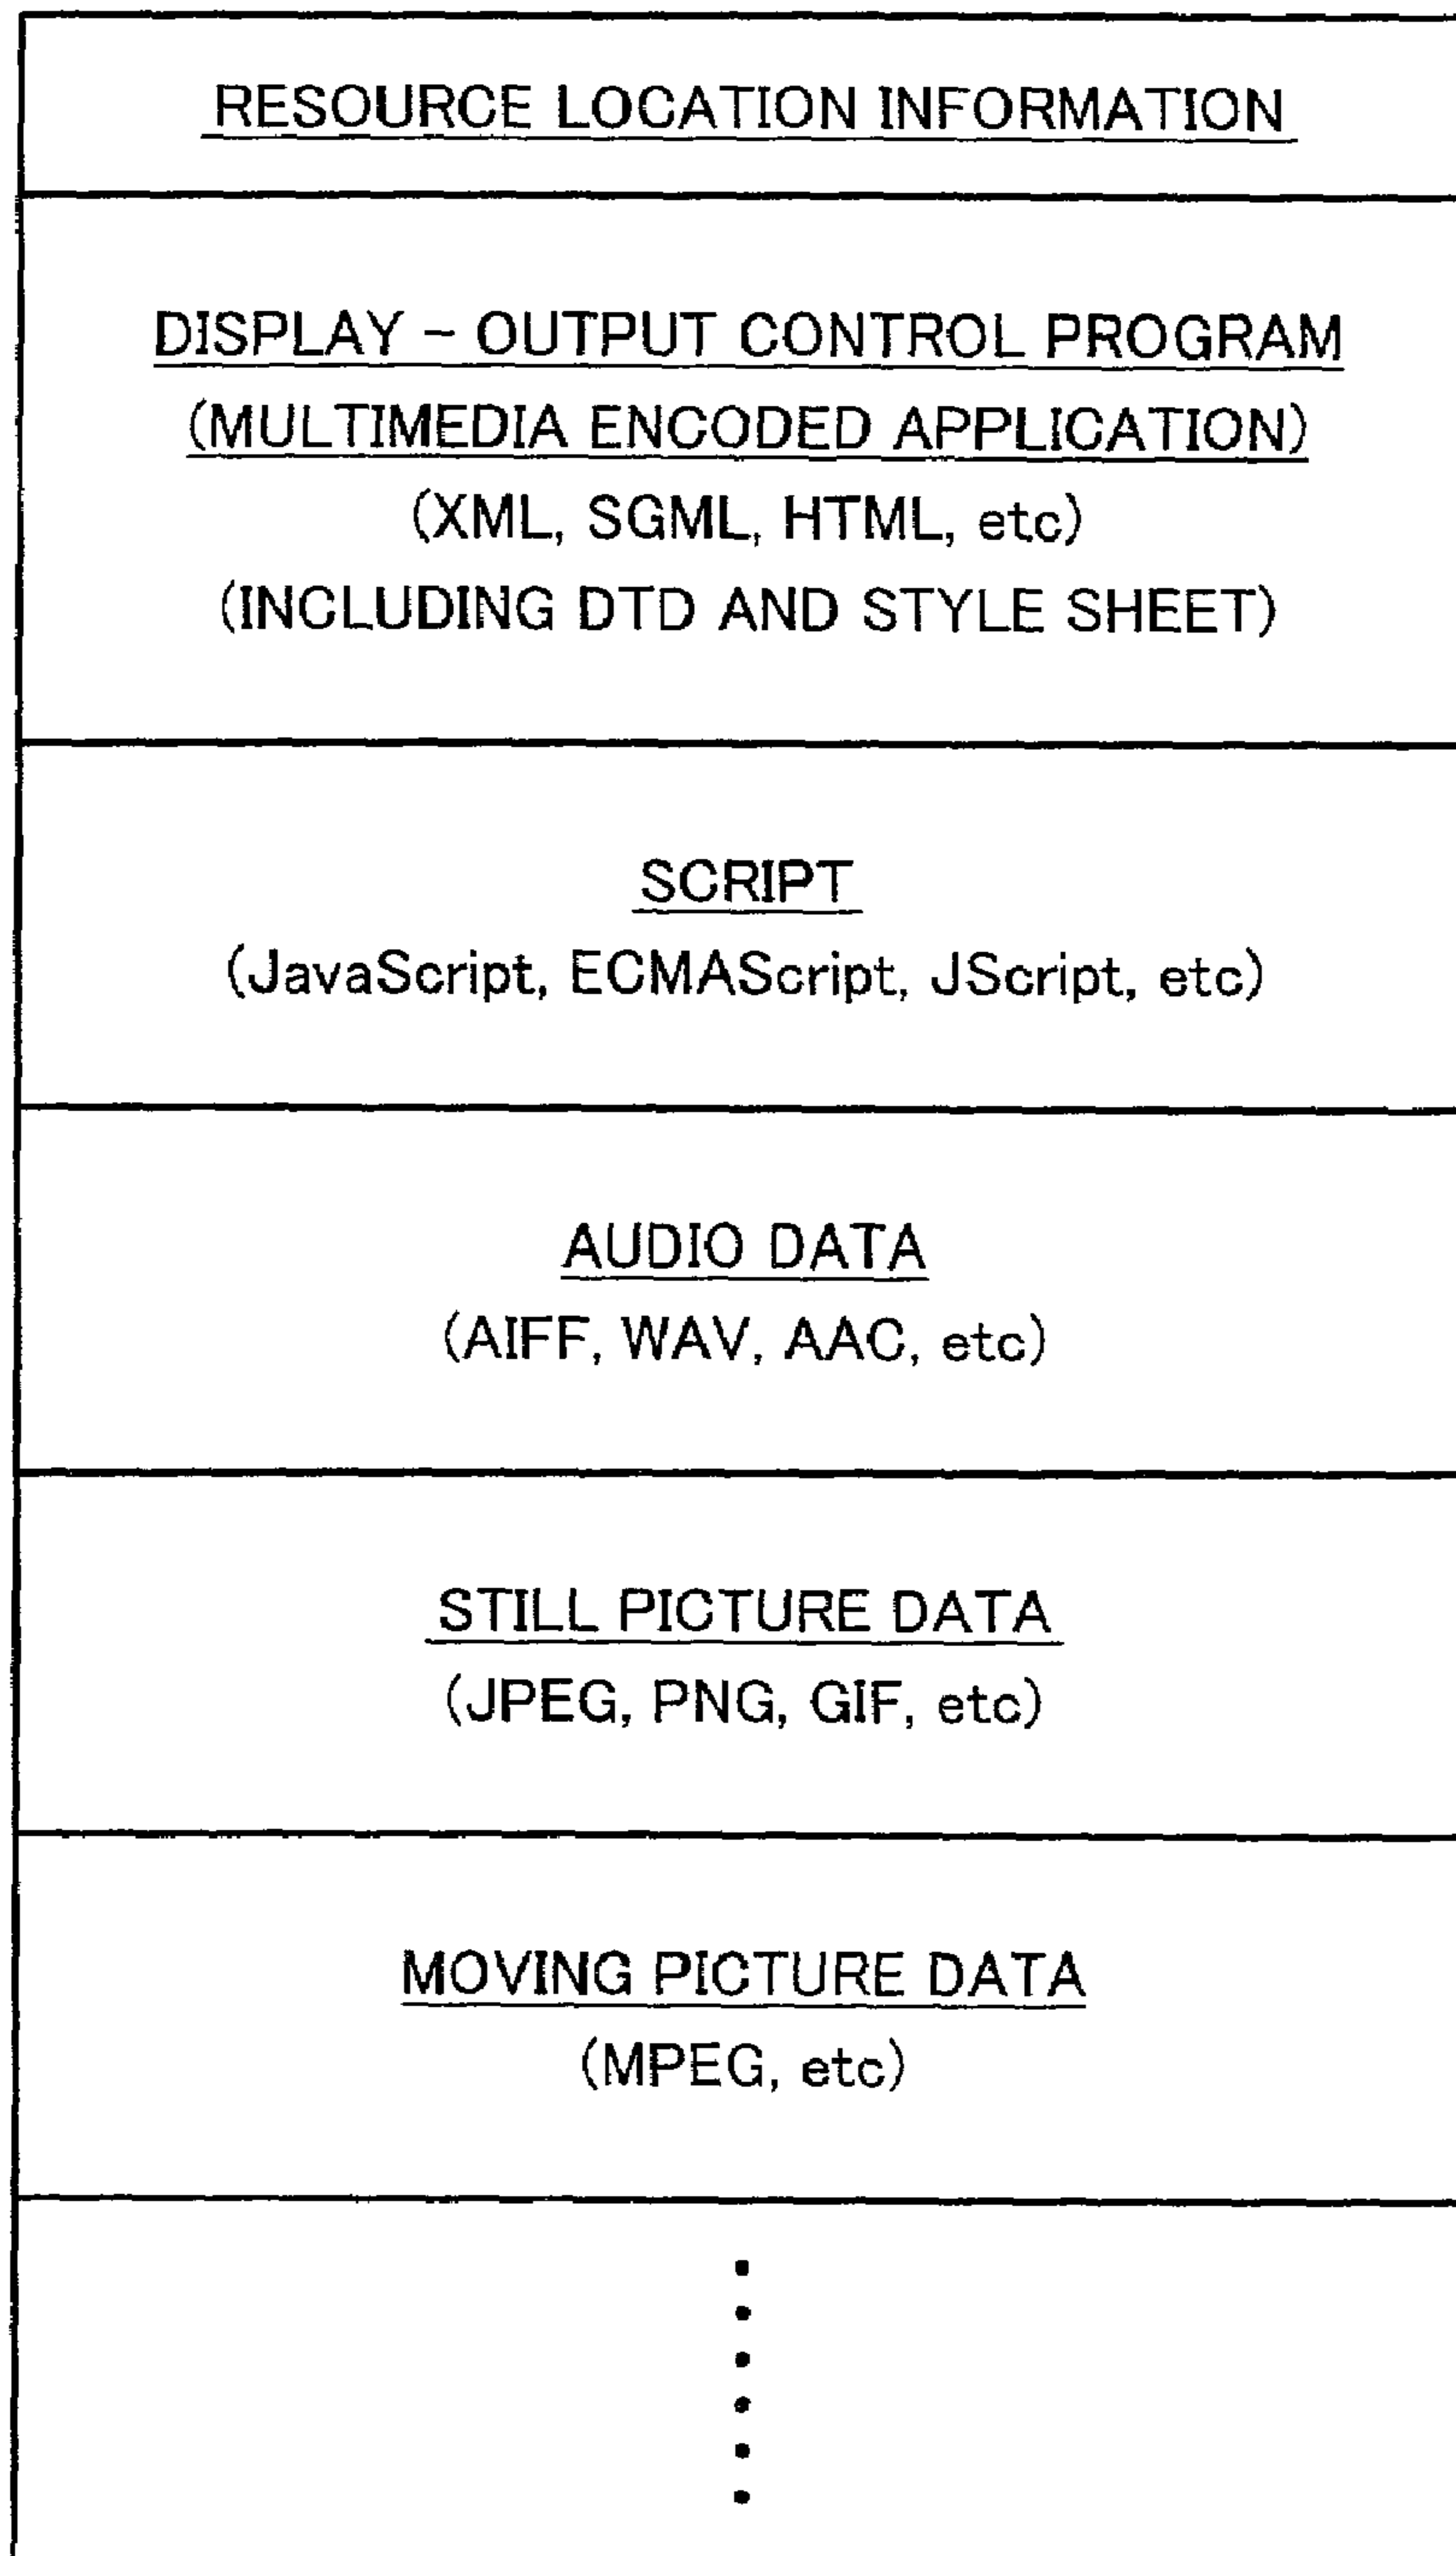 RESOURCE LOCATION INFORMATION
DISPLAY - OUTPUT CONTROL PROGRAM
(MULTIMEDIA ENCODED APPLICATION)
(XML, SGML, HTML, etc)
(INCLUDING DTD AND STYLE SHEET)
SCRIPT
(JavaScript, ECMAScript, JScript, etc)
AUDIO DATA
(AIFF, WAV, AAC, etc)
STILL PICTURE DATA
(JPEG, PNG, GIF, etc)
MOVING PICTURE DATA
(MPEG, etc)